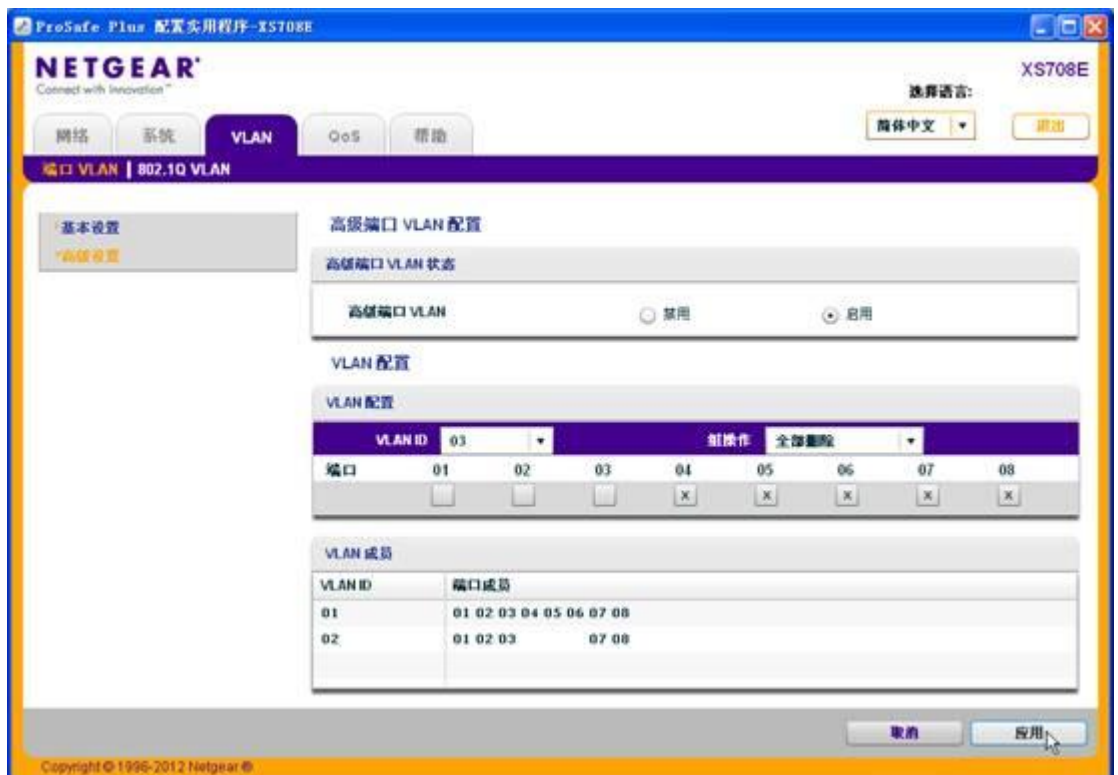 ProSafe Plus 配置实用程序-XS708E
NETGEAR®
Connect with Innovation™
XS708E
选择语言:
简体中文
退出
网络 系统 VLAN QoS 帮助
端口 VLAN | 802.1Q VLAN
基本设置
高级设置
高级端口 VLAN 配置
高级端口 VLAN 状态
高级端口 VLAN 禁用 启用
VLAN 配置
VLAN 配置
VLAN ID 03 组操作 全部删除
端口 01 02 03 04 05 06 07 08
X X X X X
VLAN 成员
VLAN ID 端口成员
01 01 02 03 04 05 06 07 08
02 01 02 03 07 08
取消 应用
Copyright © 1996-2012 Netgear ®